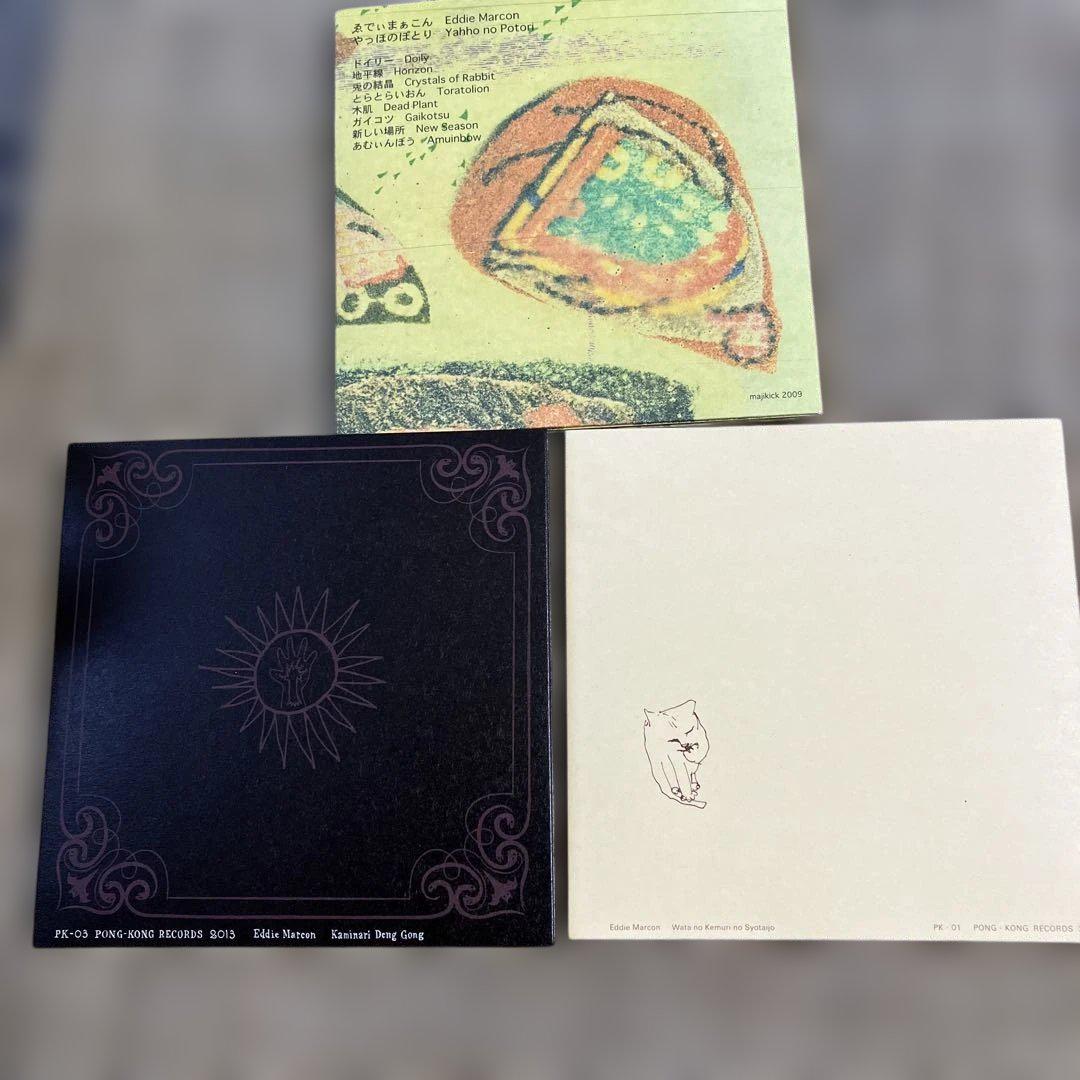 ゑでぃまぁこん Eddie Marcon
やっほのぽとり Yahho no Potori
ドイリー Doily
地平線 Horizon
兎の結晶 Crystals of Rabbit
とらとらいおん Toratolion
木肌 Dead Plant
ガイコツ Gaikotsu
新しい場所 New Season
あむぃんぼう Amuinbow
majikick 2009
PK-03 PONG-KONG RECORDS 2013 Eddie Marcon Kaminari Deng Gong
Eddie Marcon Wata no Kemuri no Syotaijo PK - 01 PONG - KONG RECORDS